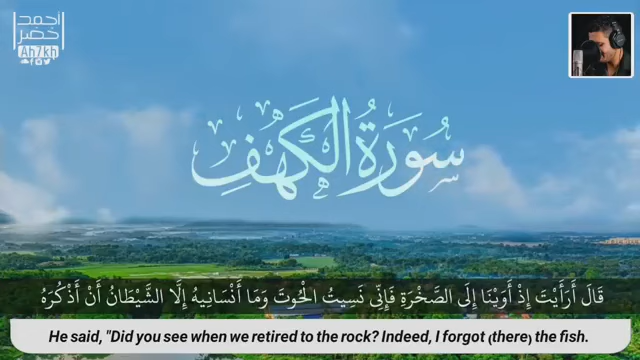 أحمد
خضر
Ah7kh
سُورَةُ الكَهْفِ
قَالَ أَرَأَيْتَ إِذْ أَوَيْنَا إِلَى الصَّخْرَةِ فَإِنِّي نَسِيتُ الْحُوتَ وَمَا أَنْسَانِيهُ إِلَّا الشَّيْطَانُ أَنْ أَذْكُرَهُ
He said, "Did you see when we retired to the rock? Indeed, I forgot (there) the fish.